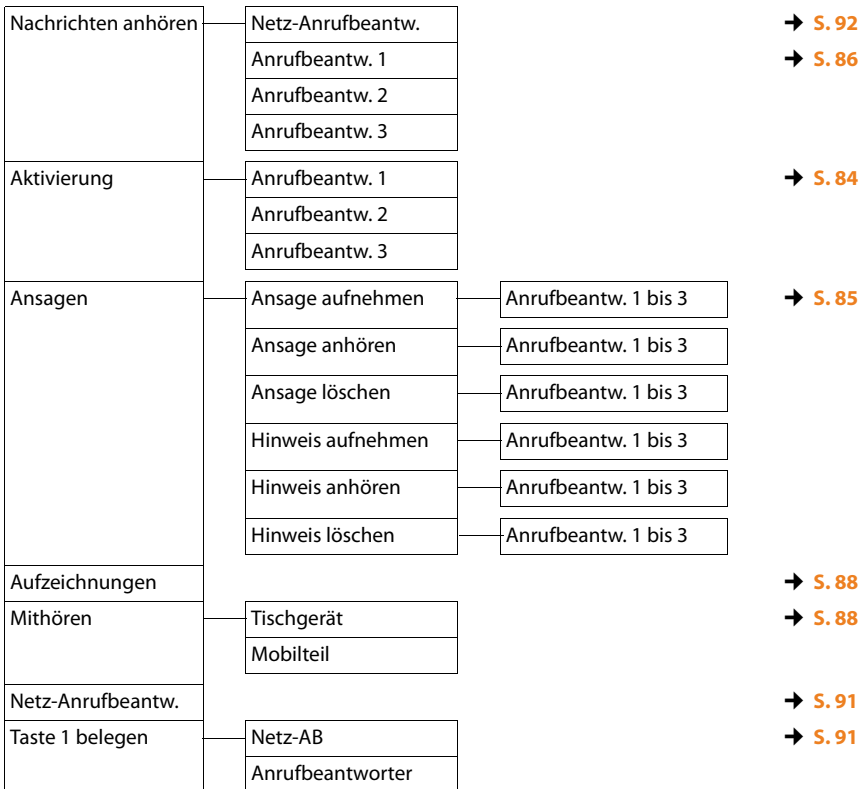 Nachrichten anhören Netz-Anrufbeantw. → S. 92
Anrufbeantw. 1 → S. 86
Anrufbeantw. 2
Anrufbeantw. 3
Aktivierung Anrufbeantw. 1 → S. 84
Anrufbeantw. 2
Anrufbeantw. 3
Ansagen Ansage aufnehmen Anrufbeantw. 1 bis 3 → S. 85
Ansage anhören Anrufbeantw. 1 bis 3
Ansage löschen Anrufbeantw. 1 bis 3
Hinweis aufnehmen Anrufbeantw. 1 bis 3
Hinweis anhören Anrufbeantw. 1 bis 3
Hinweis löschen Anrufbeantw. 1 bis 3
Aufzeichnungen → S. 88
Mithören Tischgerät → S. 88
Mobilteil
Netz-Anrufbeantw. → S. 91
Taste 1 belegen Netz-AB → S. 91
Anrufbeantworter